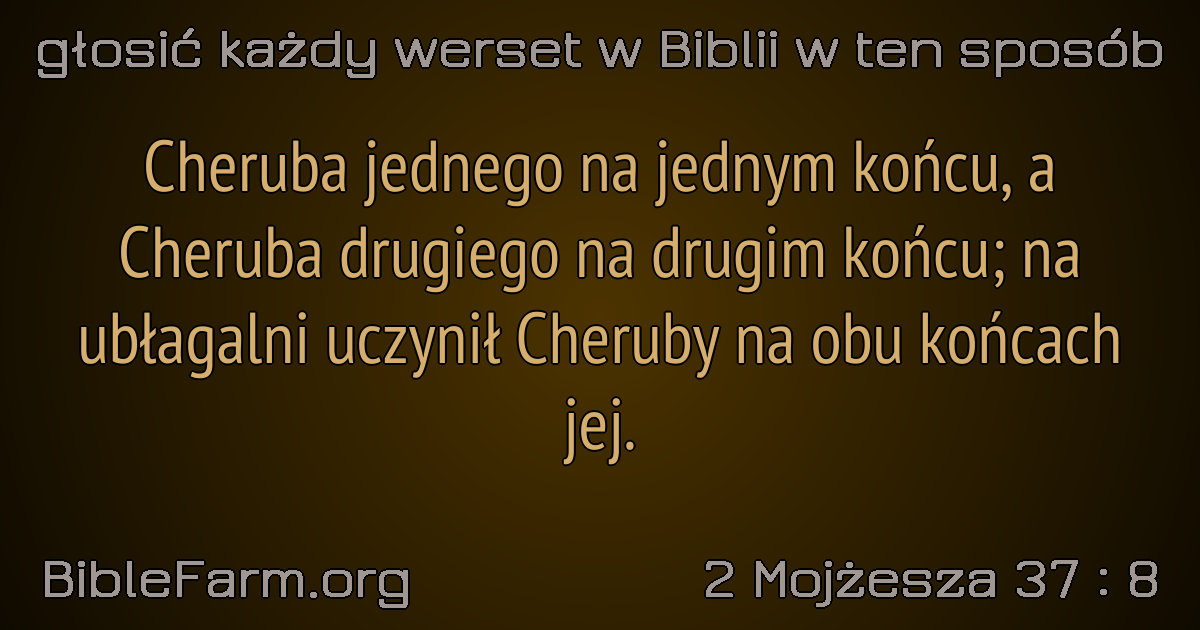 głosić każdy werset w Biblii w ten sposób
Cheruba jednego na jednym końcu, a
Cheruba drugiego na drugim końcu; na
ubłagalni uczynił Cheruby na obu końcach
jej.
BibleFarm.org
2 Mojżesza 37 : 8